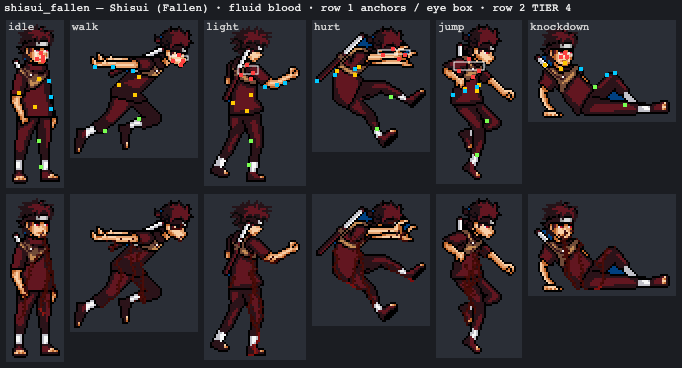 shisui_fallen — Shisui (Fallen) · fluid blood · row 1 anchors / eye box · row 2 TIER 4
idle walk light hurt jump knockdown